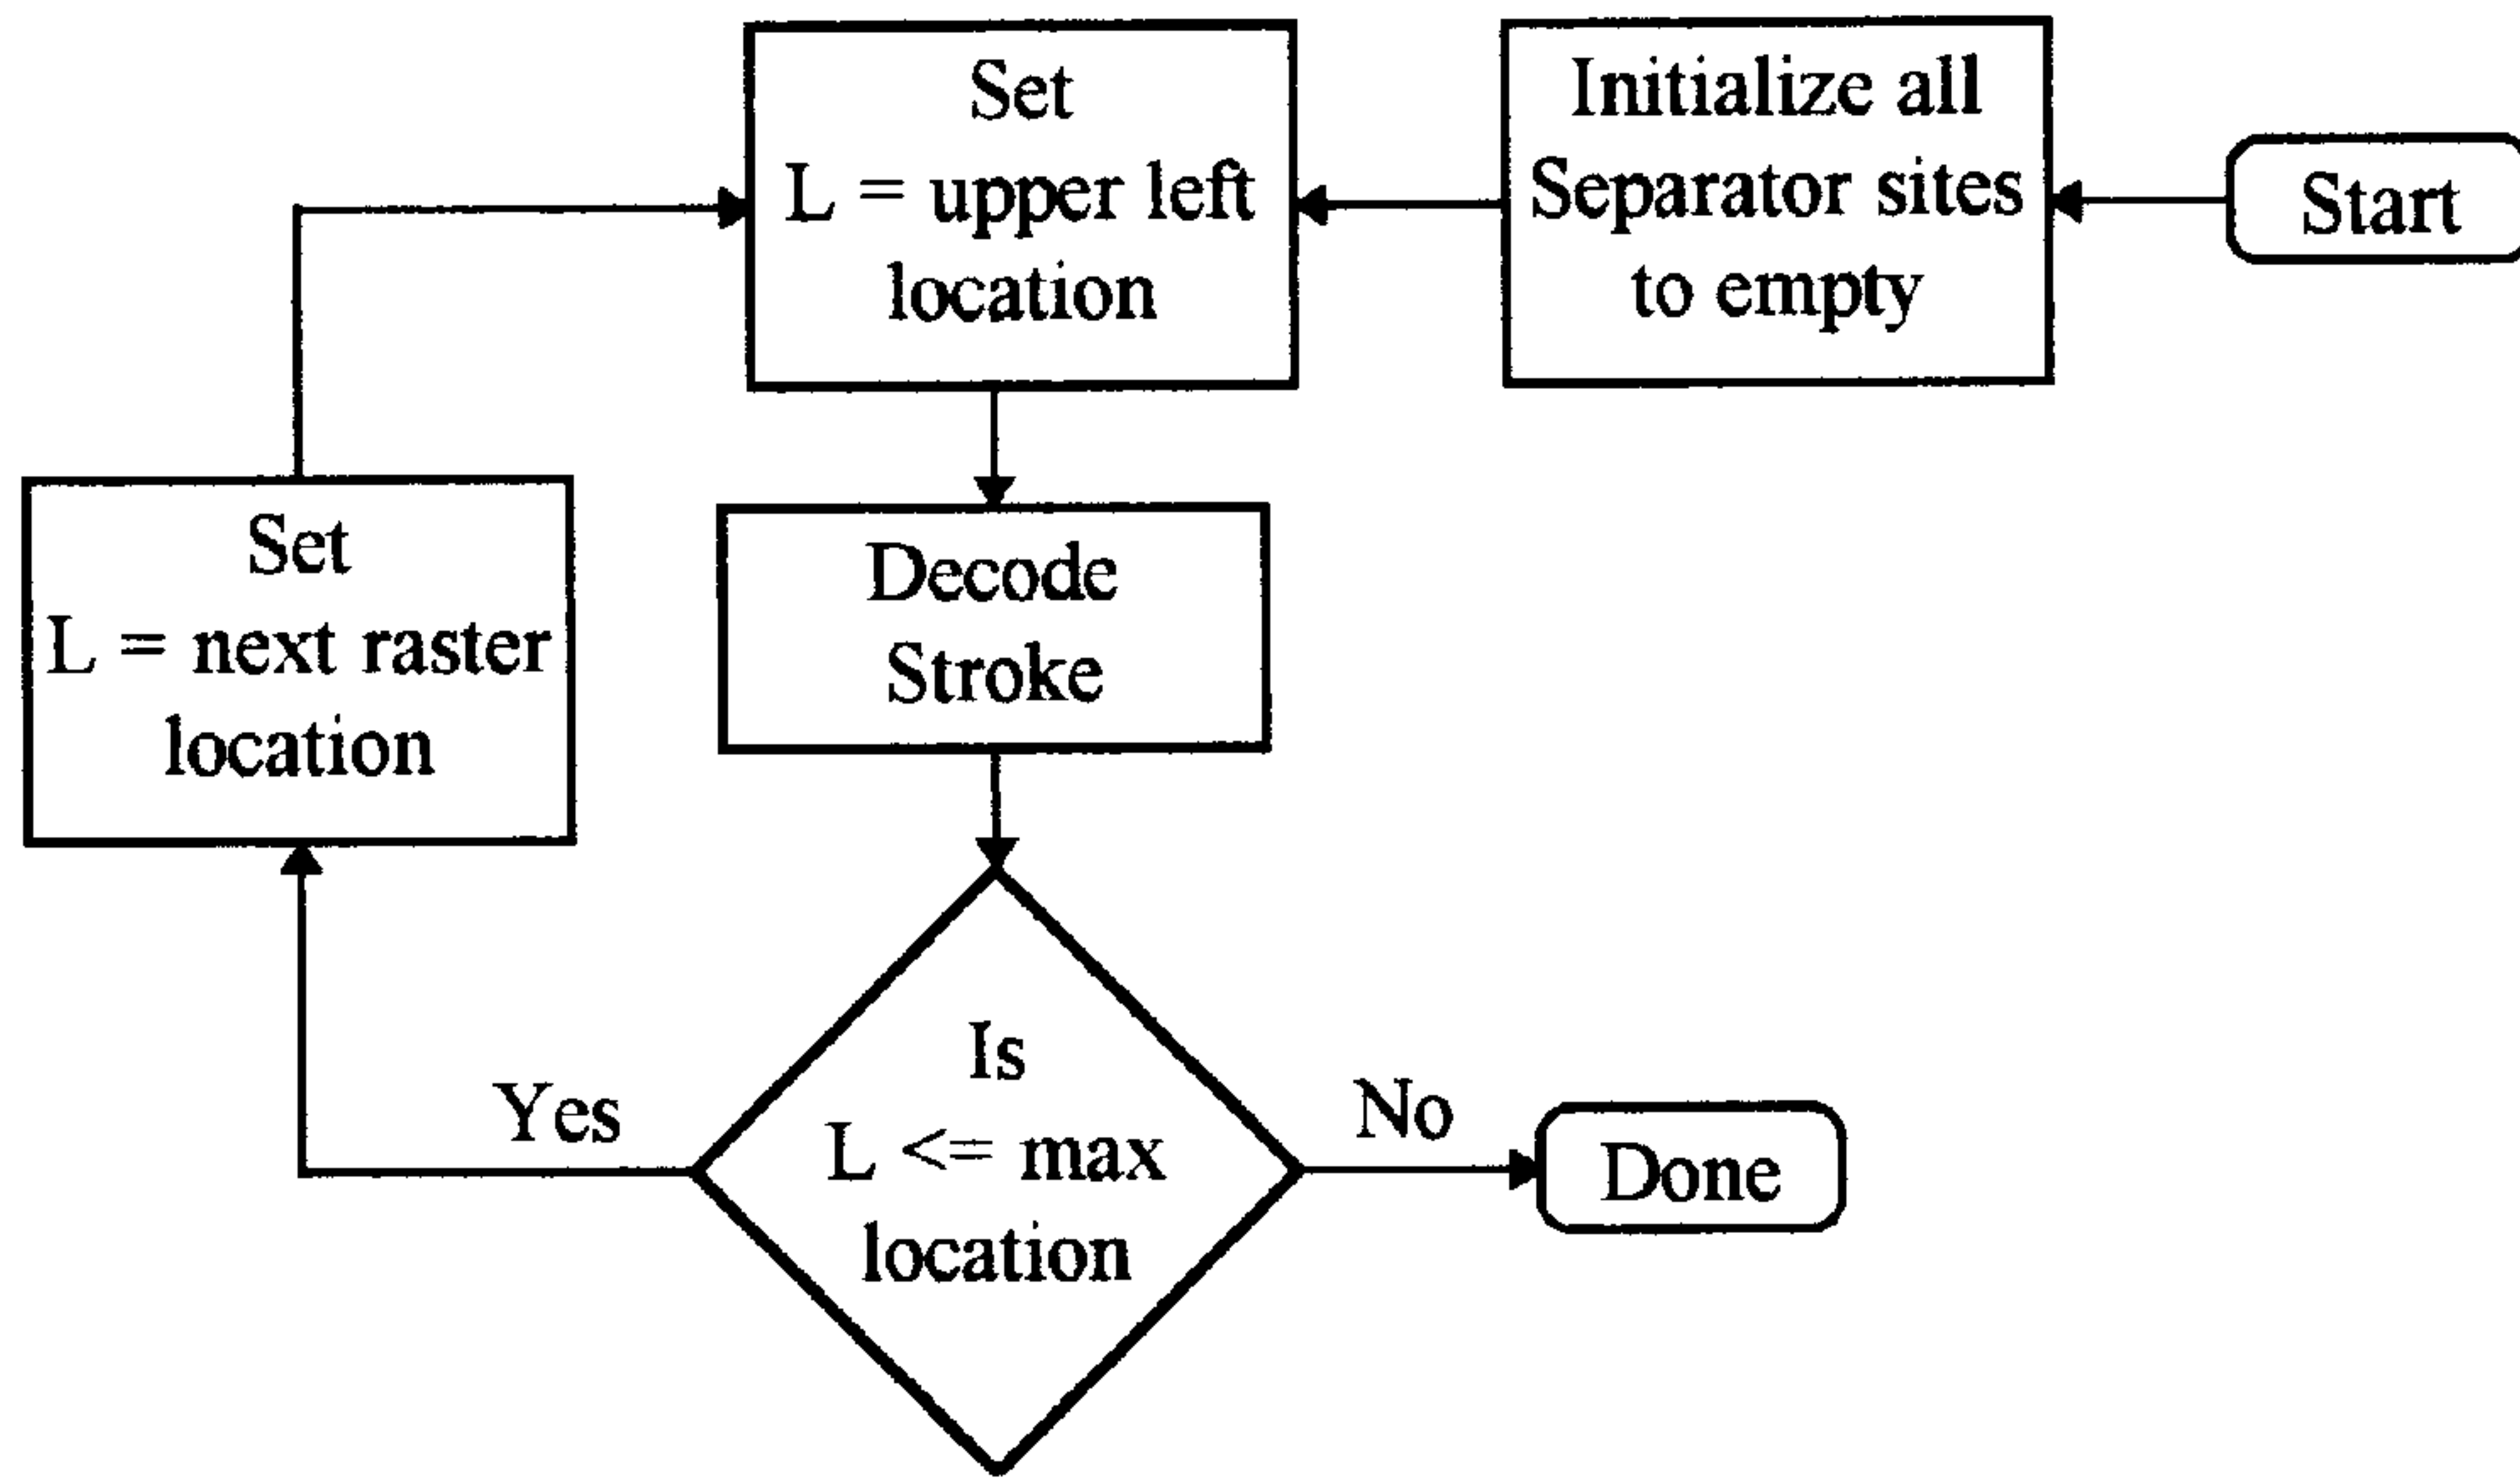 Start
Initialize all
Separator sites
to empty
Set
L = upper left
location
Decode
Stroke
Is
L <= max
location
Yes
No
Set
L = next raster
location
Done